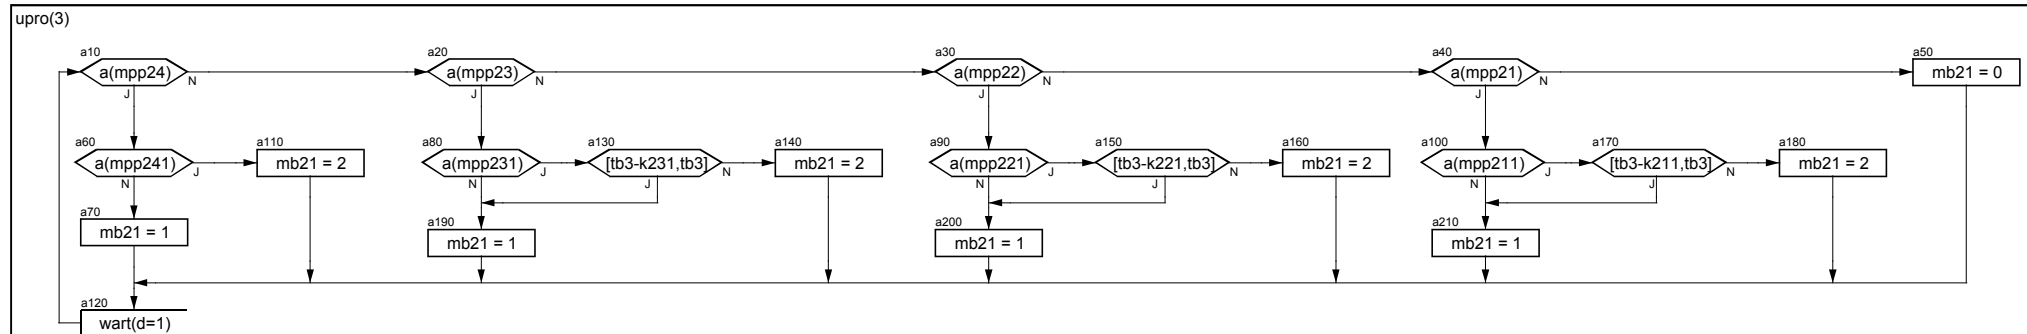 upro(3)
a10
a(mpp24)
N
J
a20
a(mpp23)
N
J
a30
a(mpp22)
N
J
a40
a(mpp21)
N
J
a50
mb21 = 0
a60
a(mpp241)
J
N
a110
mb21 = 2
a80
a(mpp231)
J
N
a130
[tb3-k231,tb3]
N
J
a140
mb21 = 2
a90
a(mpp221)
J
N
a150
[tb3-k221,tb3]
N
J
a160
mb21 = 2
a100
a(mpp211)
J
N
a170
[tb3-k211,tb3]
N
J
a180
mb21 = 2
a70
mb21 = 1
a190
mb21 = 1
a200
mb21 = 1
a210
mb21 = 1
a120
wart(d=1)